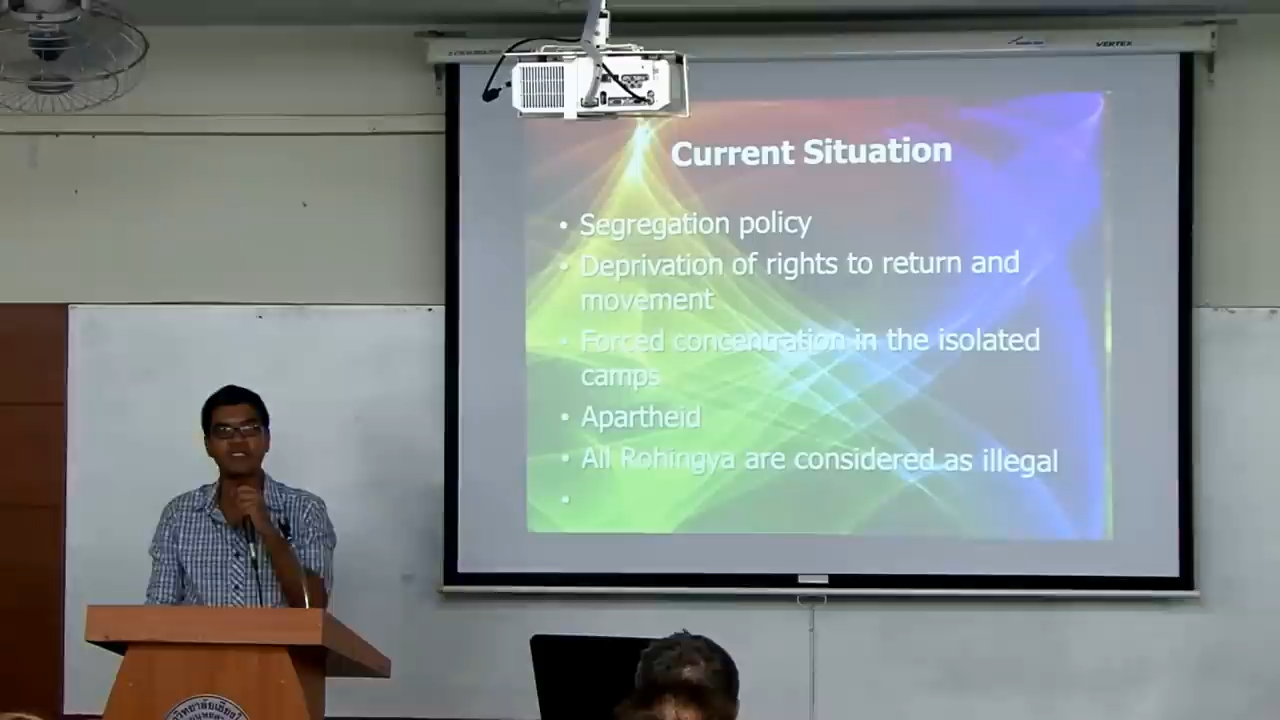 VERTEX
Current Situation
• Segregation policy
• Deprivation of rights to return and
movement
• Forced concentration in the isolated
camps
• Apartheid
• All Rohingya are considered as illegal
•